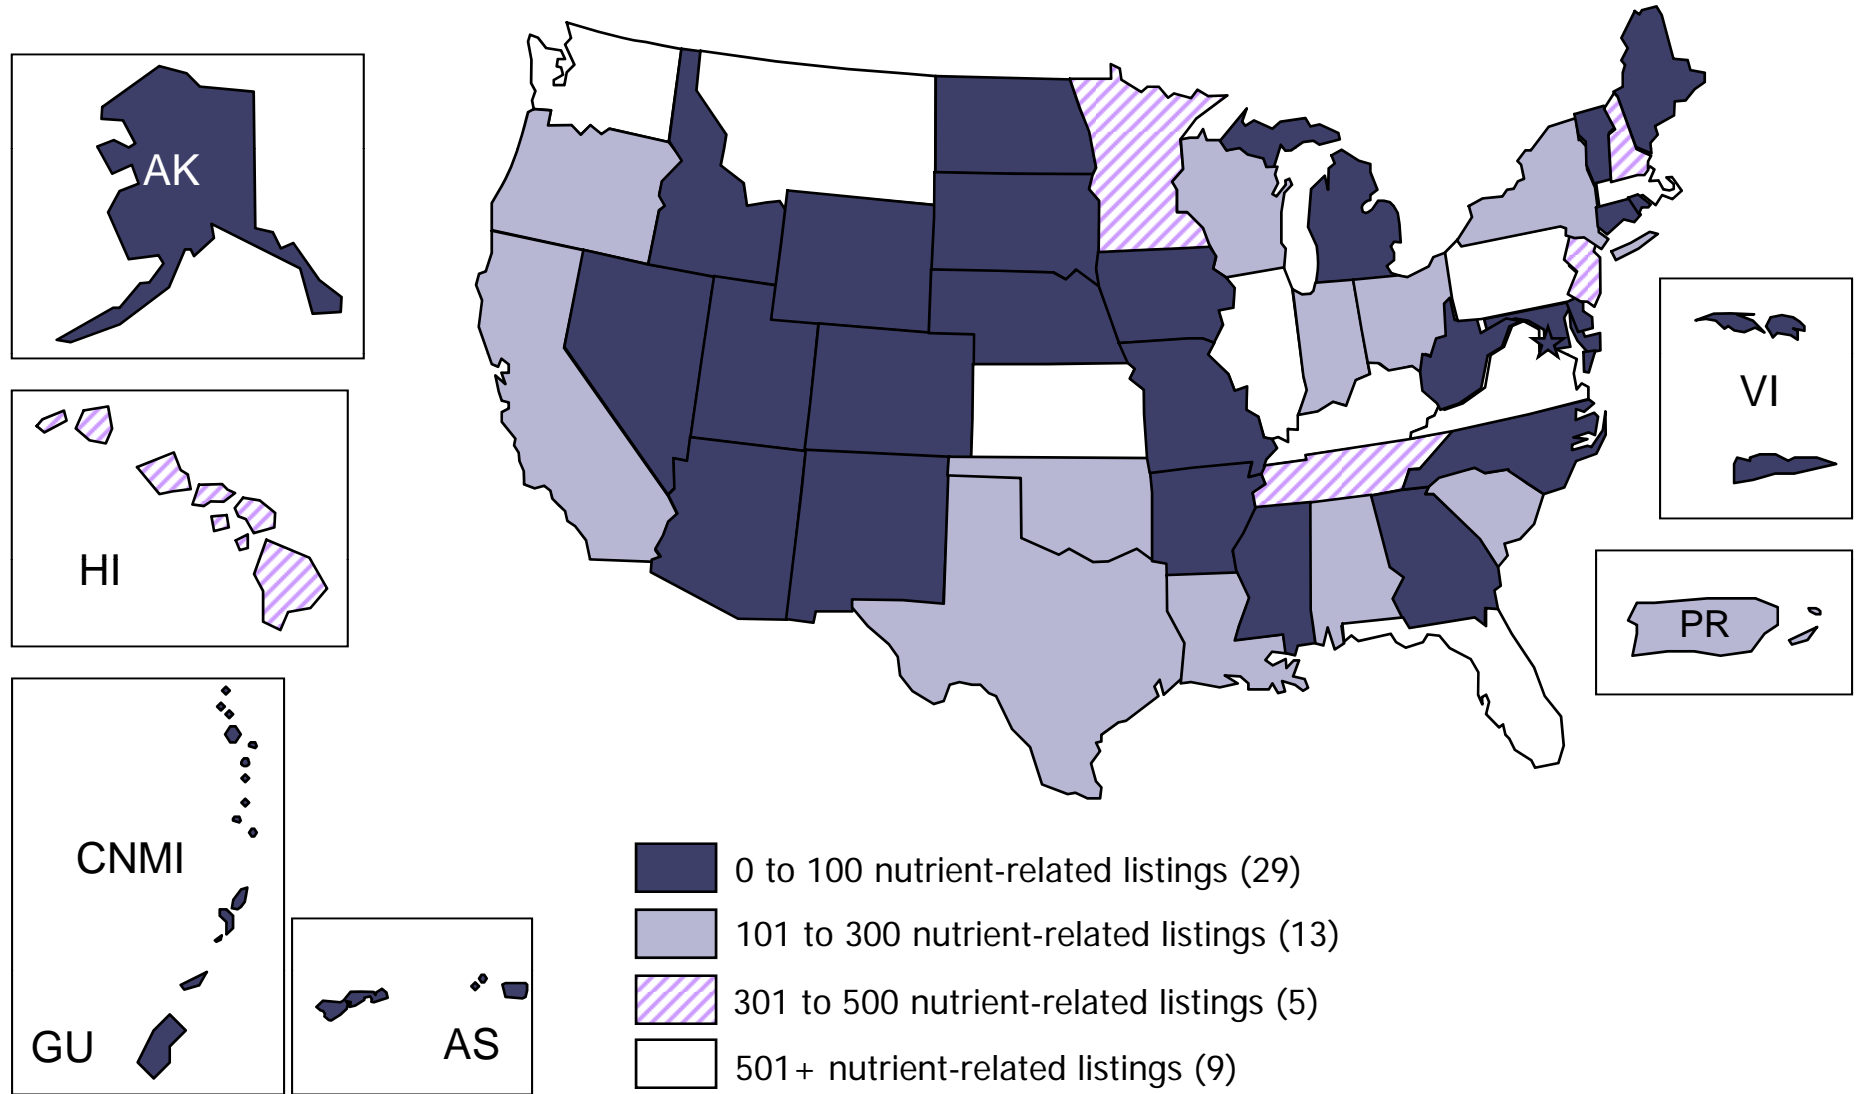 AK
HI
CNMI
GU
AS
VI
PR
0 to 100 nutrient-related listings (29)
101 to 300 nutrient-related listings (13)
301 to 500 nutrient-related listings (5)
501+ nutrient-related listings (9)